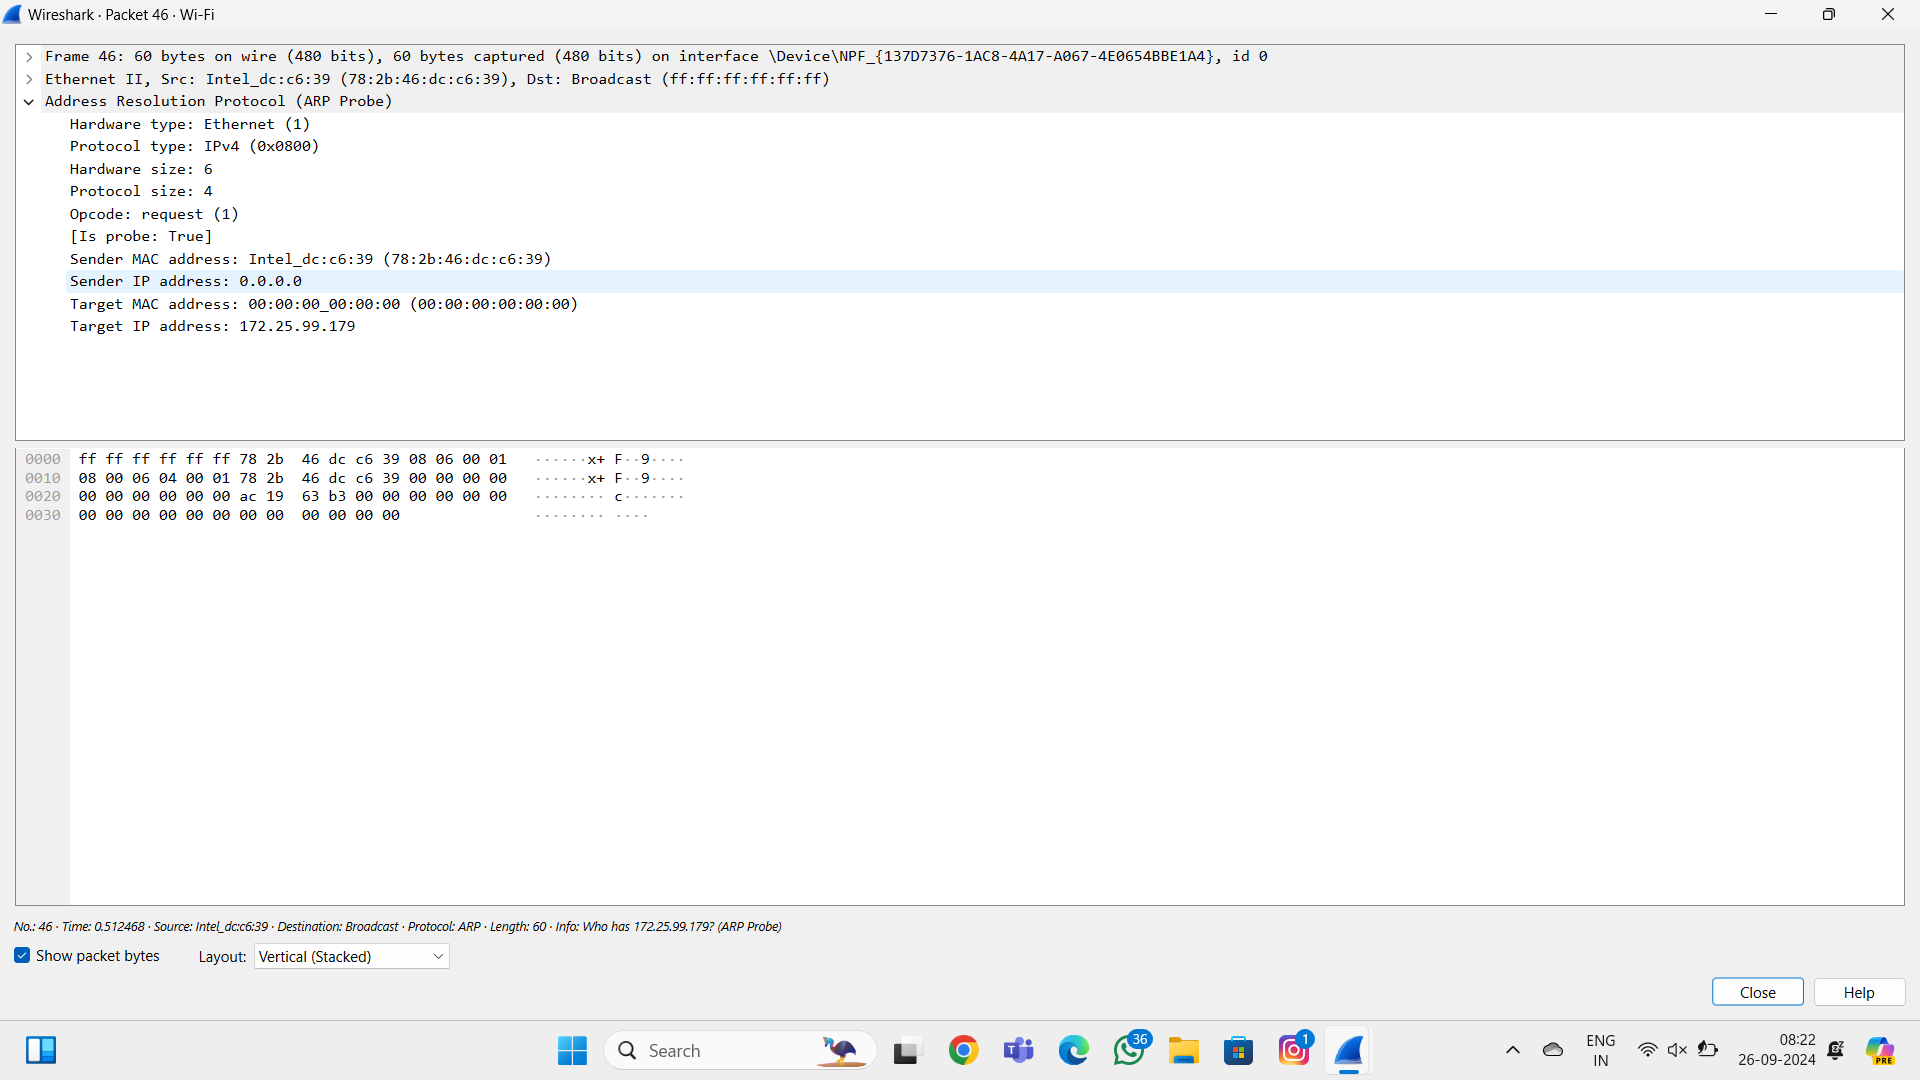 Wireshark · Packet 46 · Wi-Fi
Frame 46: 60 bytes on wire (480 bits), 60 bytes captured (480 bits) on interface \Device\NPF_{137D7376-1AC8-4A17-A067-4E0654BBE1A4}, id 0
Ethernet II, Src: Intel_dc:c6:39 (78:2b:46:dc:c6:39), Dst: Broadcast (ff:ff:ff:ff:ff:ff)
Address Resolution Protocol (ARP Probe)
Hardware type: Ethernet (1)
Protocol type: IPv4 (0x0800)
Hardware size: 6
Protocol size: 4
Opcode: request (1)
[Is probe: True]
Sender MAC address: Intel_dc:c6:39 (78:2b:46:dc:c6:39)
Sender IP address: 0.0.0.0
Target MAC address: 00:00:00_00:00:00 (00:00:00:00:00:00)
Target IP address: 172.25.99.179
0000 ff ff ff ff ff ff 78 2b 46 dc c6 39 08 06 00 01 ······x+ F··9····
0010 08 00 06 04 00 01 78 2b 46 dc c6 39 00 00 00 00 ······x+ F··9····
0020 00 00 00 00 00 00 ac 19 63 b3 00 00 00 00 00 00 ········ c·······
0030 00 00 00 00 00 00 00 00 00 00 00 00 ········ ····
No.: 46 · Time: 0.512468 · Source: Intel_dc:c6:39 · Destination: Broadcast · Protocol: ARP · Length: 60 · Info: Who has 172.25.99.179? (ARP Probe)
Show packet bytes Layout: Vertical (Stacked)
Close Help
Search 36 1 ENG 08:22
IN 26-09-2024 PRE